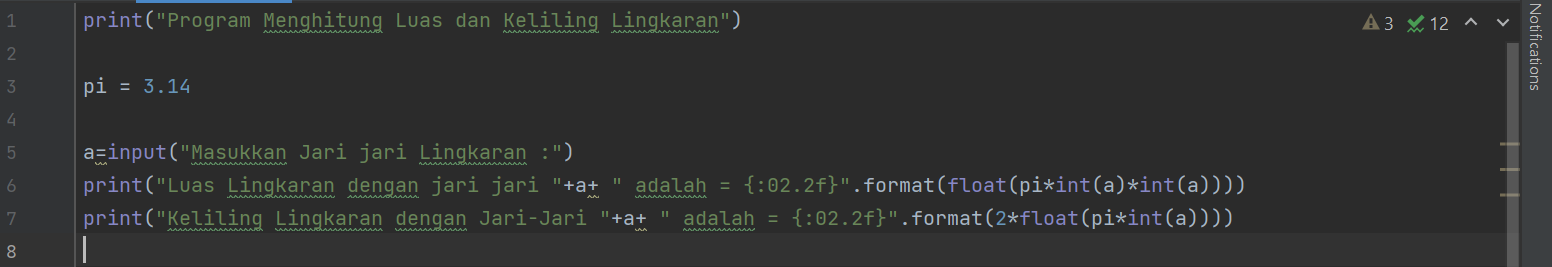 1 print("Program Menghitung Luas dan Keliling Lingkaran")
3 12
2
3 pi = 3.14
4
5 a=input("Masukkan Jari jari Lingkaran :")
6 print("Luas Lingkaran dengan jari jari "+a+ " adalah = {:02.2f}".format(float(pi*int(a)*int(a))))
7 print("Keliling Lingkaran dengan Jari-Jari "+a+ " adalah = {:02.2f}".format(2*float(pi*int(a))))
8
Notifications